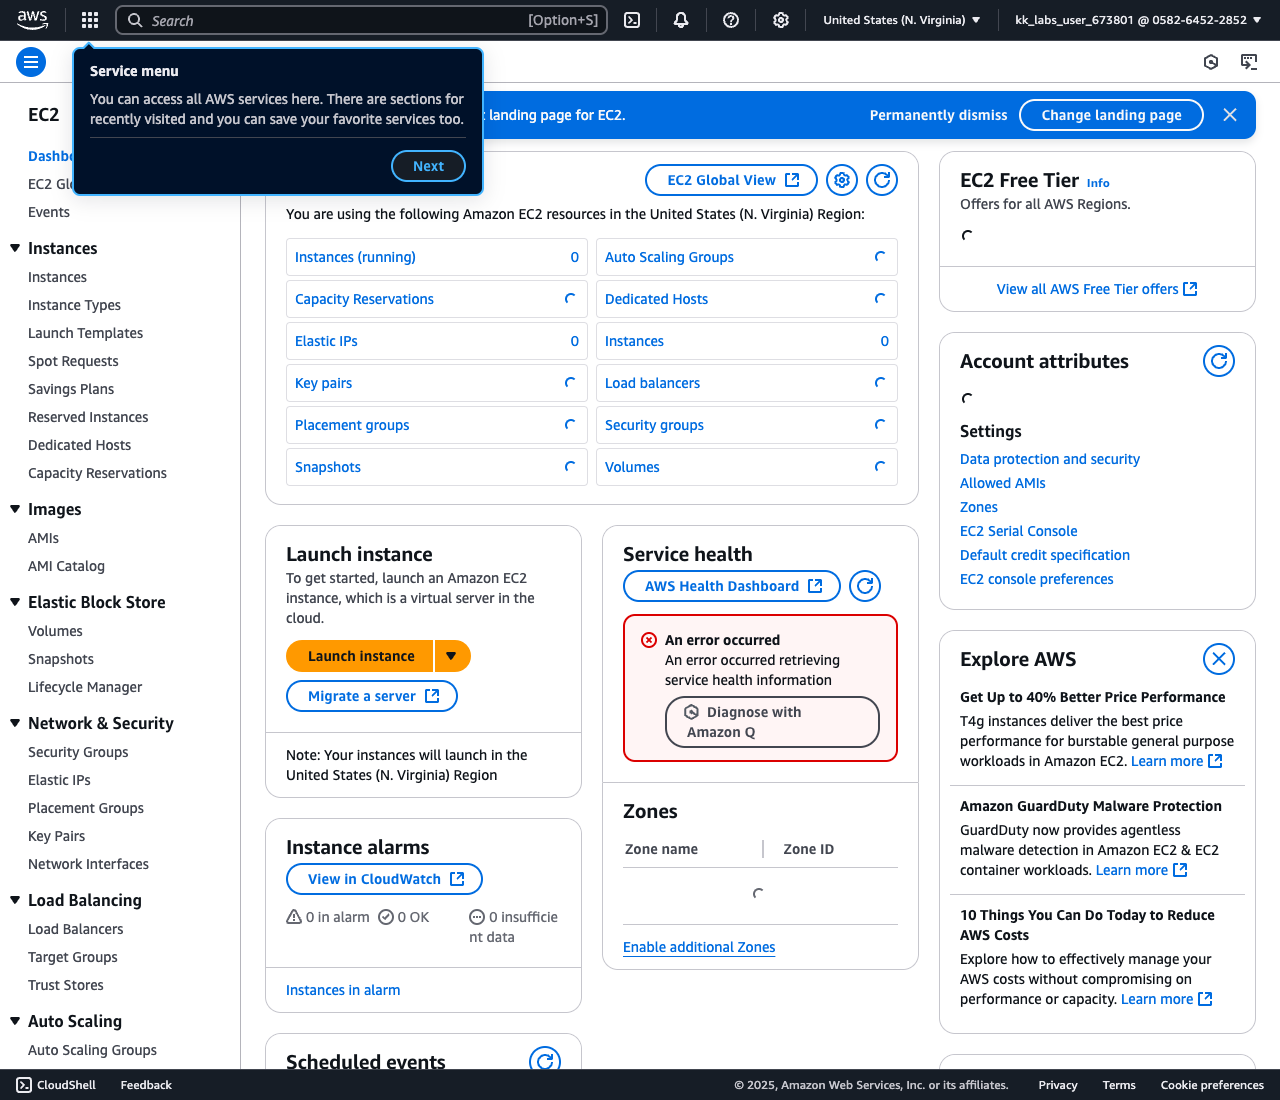 aws
Search
[Option+S]
United States (N. Virginia)
kk_labs_user_673801 @ 0582-6452-2852
Service menu
You can access all AWS services here. There are sections for
recently visited and you can save your favorite services too.
Next
landing page for EC2.
Permanently dismiss
Change landing page
EC2
Dashbo
EC2 Gl
Events
Instances
Instances
Instance Types
Launch Templates
Spot Requests
Savings Plans
Reserved Instances
Dedicated Hosts
Capacity Reservations
Images
AMIs
AMI Catalog
Elastic Block Store
Volumes
Snapshots
Lifecycle Manager
Network & Security
Security Groups
Elastic IPs
Placement Groups
Key Pairs
Network Interfaces
Load Balancing
Load Balancers
Target Groups
Trust Stores
Auto Scaling
Auto Scaling Groups
EC2 Global View
You are using the following Amazon EC2 resources in the United States (N. Virginia) Region:
Instances (running) 0
Auto Scaling Groups
Capacity Reservations
Dedicated Hosts
Elastic IPs 0
Instances 0
Key pairs
Load balancers
Placement groups
Security groups
Snapshots
Volumes
Launch instance
To get started, launch an Amazon EC2
instance, which is a virtual server in the
cloud.
Launch instance
Migrate a server
Note: Your instances will launch in the
United States (N. Virginia) Region
Instance alarms
View in CloudWatch
0 in alarm
0 OK
0 insufficie
nt data
Instances in alarm
Scheduled events
Service health
AWS Health Dashboard
An error occurred
An error occurred retrieving
service health information
Diagnose with
Amazon Q
Zones
Zone name
Zone ID
Enable additional Zones
EC2 Free Tier Info
Offers for all AWS Regions.
View all AWS Free Tier offers
Account attributes
Settings
Data protection and security
Allowed AMIs
Zones
EC2 Serial Console
Default credit specification
EC2 console preferences
Explore AWS
Get Up to 40% Better Price Performance
T4g instances deliver the best price
performance for burstable general purpose
workloads in Amazon EC2. Learn more
Amazon GuardDuty Malware Protection
GuardDuty now provides agentless
malware detection in Amazon EC2 & EC2
container workloads. Learn more
10 Things You Can Do Today to Reduce
AWS Costs
Explore how to effectively manage your
AWS costs without compromising on
performance or capacity. Learn more
CloudShell
Feedback
© 2025, Amazon Web Services, Inc. or its affiliates.
Privacy
Terms
Cookie preferences